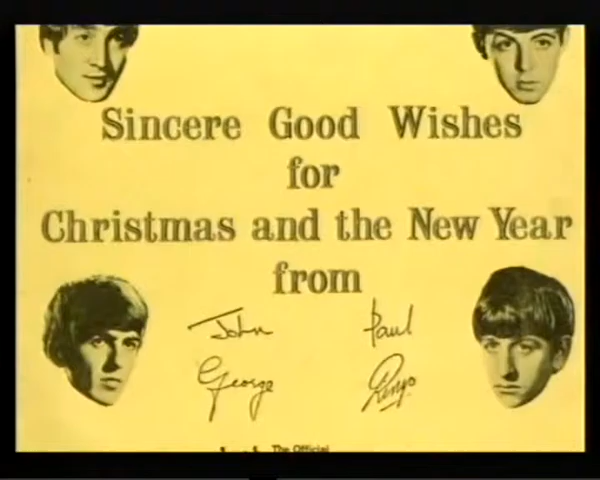 Sincere Good Wishes
for
Christmas and the New Year
from
John Paul
George Ringo
The Official